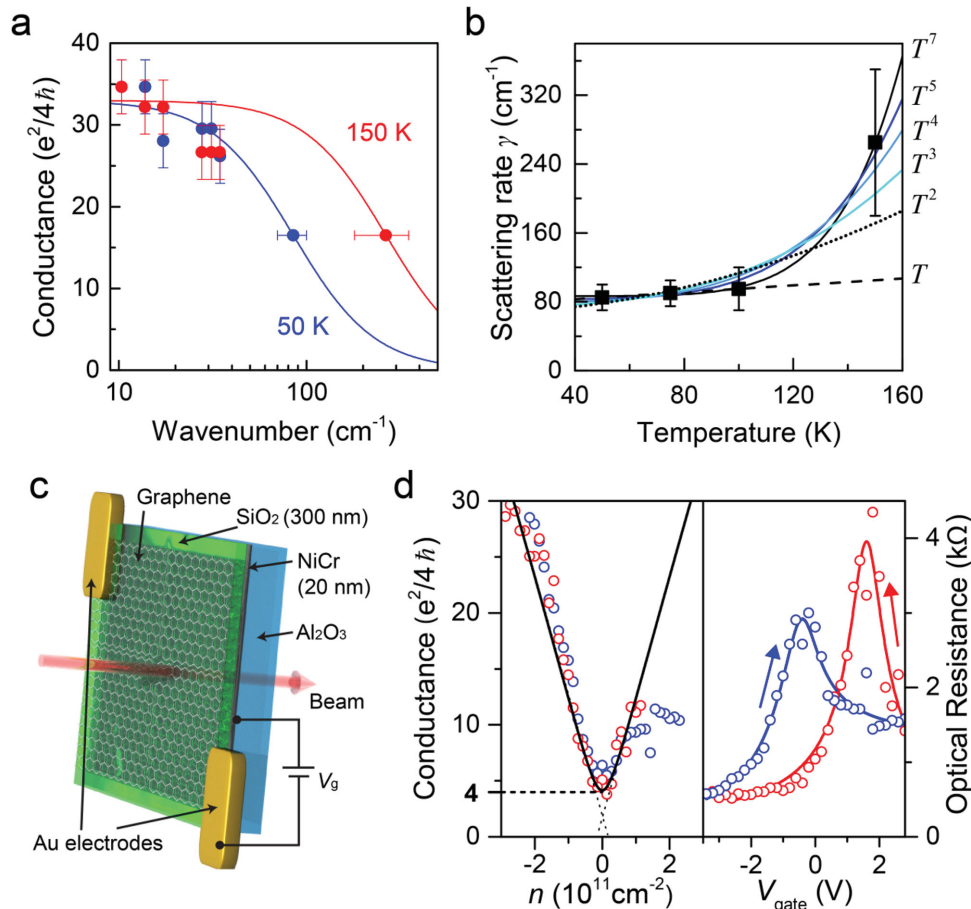 a
40
30
20
10
0
Conductance (e²/4ℏ)
150 K
50 K
10
100
Wavenumber (cm⁻¹)
b
320
240
160
80
0
Scattering rate γ (cm⁻¹)
T⁷
T⁵
T⁴
T³
T²
T
40
80
120
160
Temperature (K)
c
Graphene
SiO₂ (300 nm)
NiCr
(20 nm)
Al₂O₃
Beam
Vg
Au electrodes
d
30
20
10
4
0
Conductance (e²/4ℏ)
-2
0
2
n (10¹¹cm⁻²)
4
2
0
Optical Resistance (kΩ)
-2
0
2
Vgate (V)